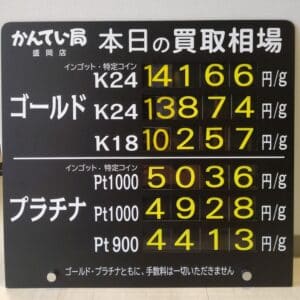 かんてい局 本日の買取相場
盛岡店
インゴット・特定コイン
K24 14166 円/g
ゴールド K24 13874 円/g
K18 10257 円/g
インゴット・特定コイン
Pt1000 5036 円/g
プラチナ Pt1000 4928 円/g
Pt900 4413 円/g
ゴールド・プラチナともに、手数料は一切いただきません